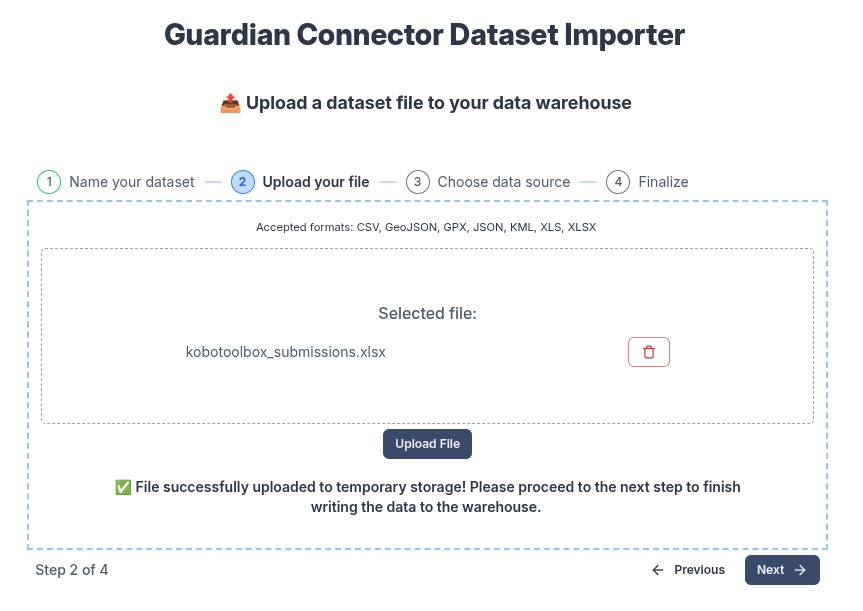 Guardian Connector Dataset Importer
📤 Upload a dataset file to your data warehouse
1 Name your dataset — 2 Upload your file — 3 Choose data source — 4 Finalize
Accepted formats: CSV, GeoJSON, GPX, JSON, KML, XLS, XLSX
Selected file:
kobotoolbox_submissions.xlsx
Upload File
✅ File successfully uploaded to temporary storage! Please proceed to the next step to finish
writing the data to the warehouse.
Step 2 of 4 ← Previous Next →